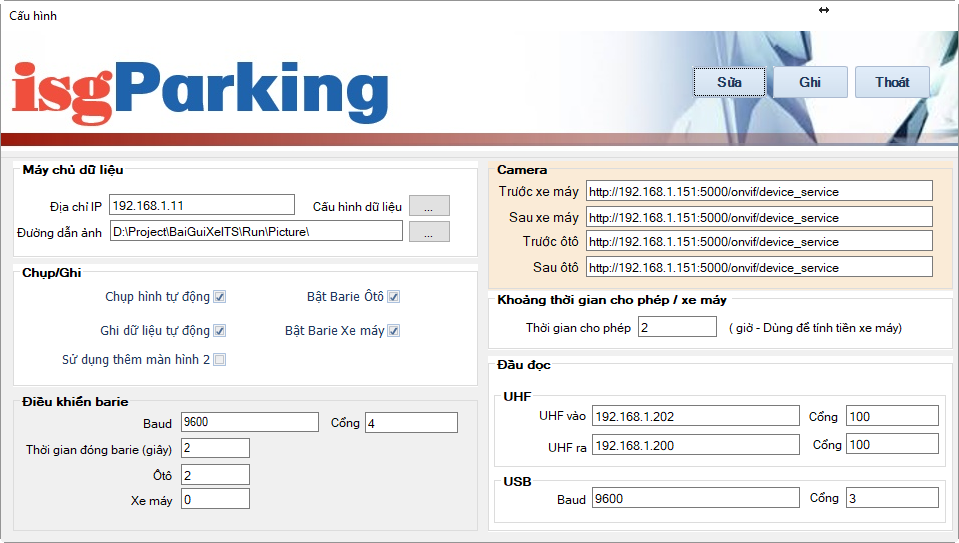 Cấu hình
isgParking
Sửa Ghi Thoát
Máy chủ dữ liệu
Địa chỉ IP 192.168.1.11 Cấu hình dữ liệu ...
Đường dẫn ảnh D:\Project\BaiGuiXeITS\Run\Picture\ ...
Chụp/Ghi
Chụp hình tự động Bật Barie Ôtô
Ghi dữ liệu tự động Bật Barie Xe máy
Sử dụng thêm màn hình 2
Điều khiển barie
Baud 9600 Cổng 4
Thời gian đóng barie (giây) 2
Ôtô 2
Xe máy 0
Camera
Trước xe máy http://192.168.1.151:5000/onvif/device_service
Sau xe máy http://192.168.1.151:5000/onvif/device_service
Trước ôtô http://192.168.1.151:5000/onvif/device_service
Sau ôtô http://192.168.1.151:5000/onvif/device_service
Khoảng thời gian cho phép / xe máy
Thời gian cho phép 2 ( giờ - Dùng để tính tiền xe máy)
Đầu đọc
UHF
UHF vào 192.168.1.202 Cổng 100
UHF ra 192.168.1.200 Cổng 100
USB
Baud 9600 Cổng 3